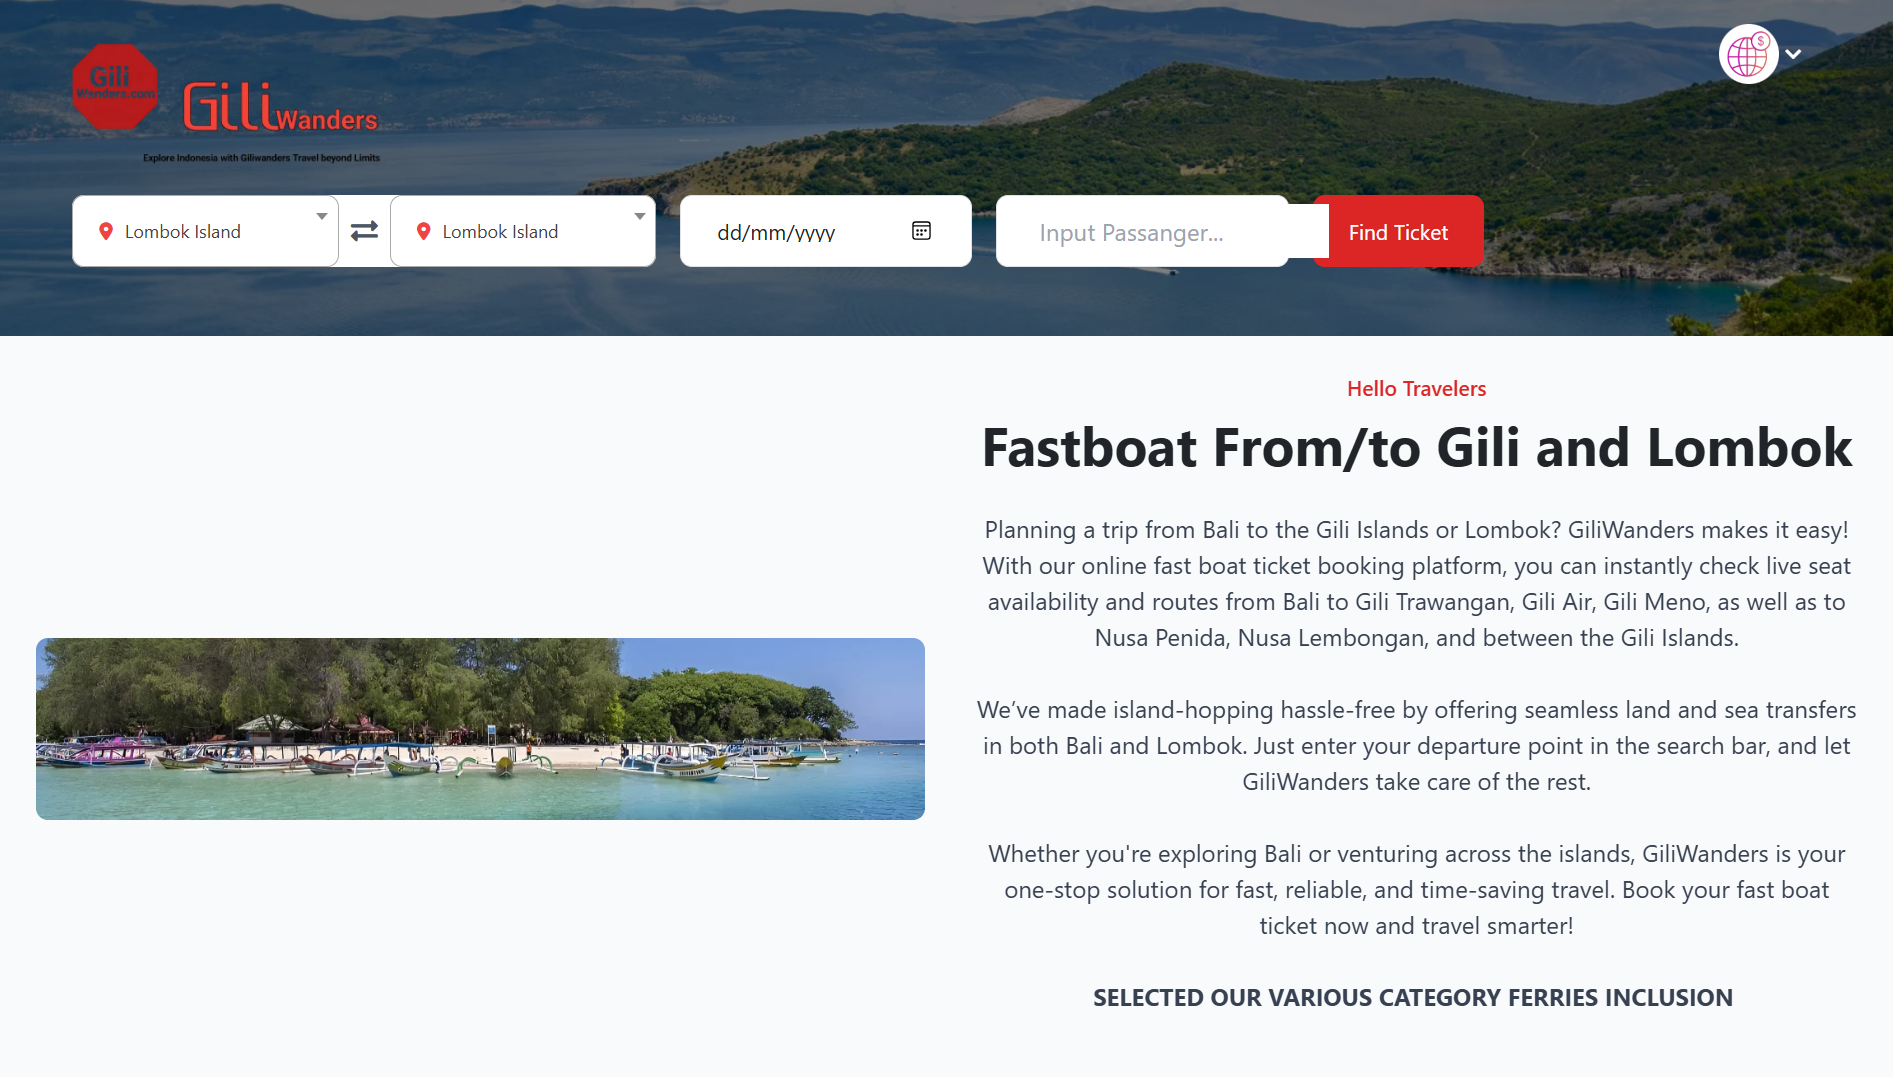 Gili
Wanders.com
Gili Wanders
Explore Indonesia with Giliwanders Travel beyond Limits
$
Lombok Island
Lombok Island
dd/mm/yyyy
Input Passanger...
Find Ticket
Hello Travelers
Fastboat From/to Gili and Lombok
Planning a trip from Bali to the Gili Islands or Lombok? GiliWanders makes it easy!
With our online fast boat ticket booking platform, you can instantly check live seat
availability and routes from Bali to Gili Trawangan, Gili Air, Gili Meno, as well as to
Nusa Penida, Nusa Lembongan, and between the Gili Islands.
We’ve made island-hopping hassle-free by offering seamless land and sea transfers
in both Bali and Lombok. Just enter your departure point in the search bar, and let
GiliWanders take care of the rest.
Whether you're exploring Bali or venturing across the islands, GiliWanders is your
one-stop solution for fast, reliable, and time-saving travel. Book your fast boat
ticket now and travel smarter!
SELECTED OUR VARIOUS CATEGORY FERRIES INCLUSION